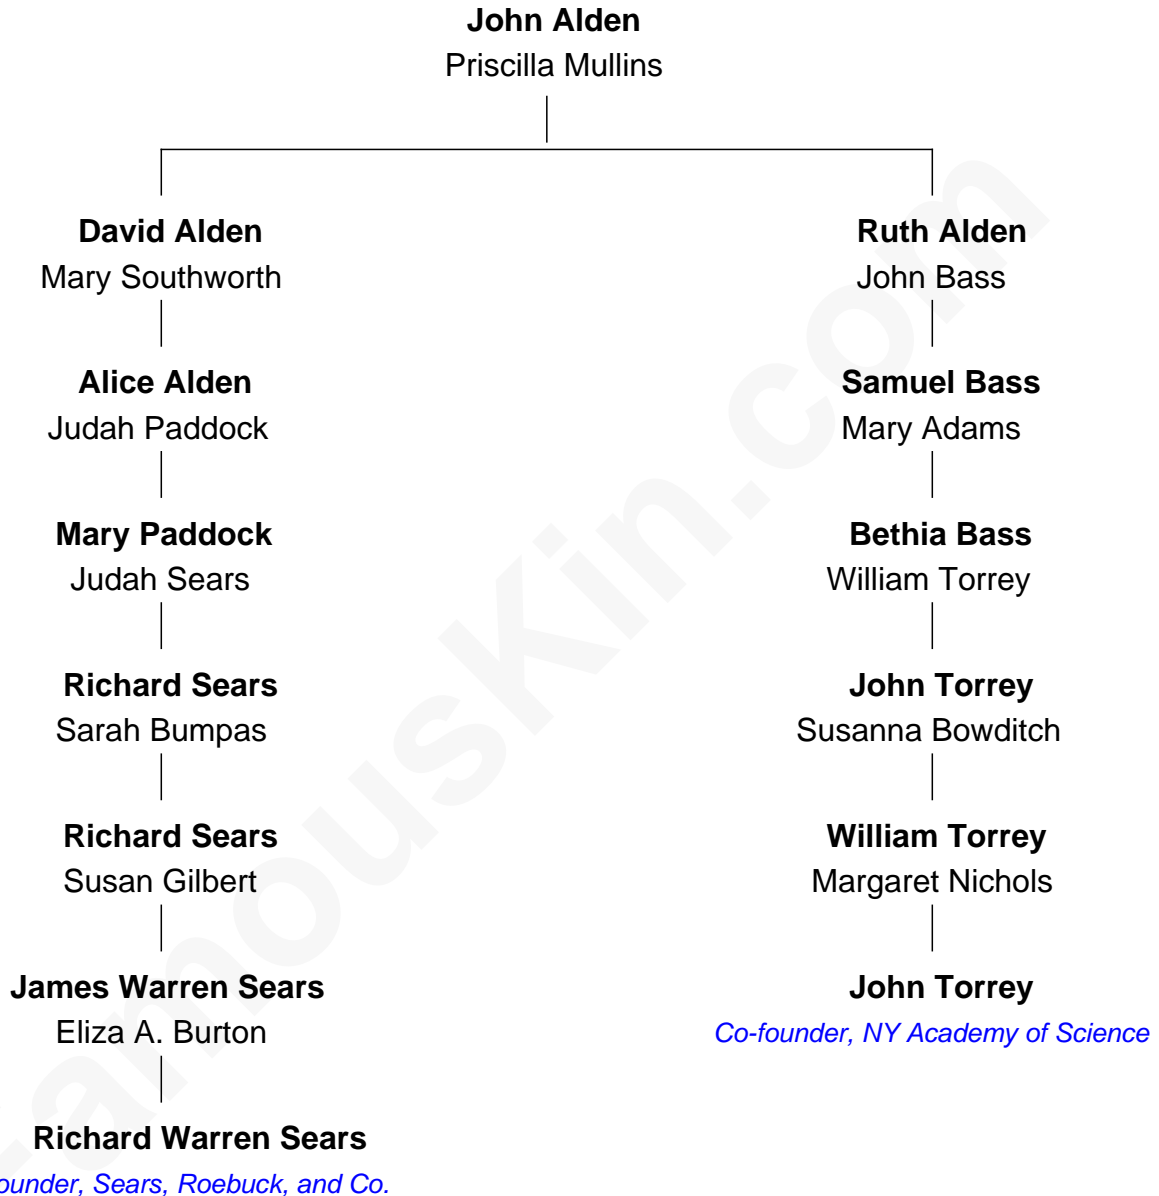 John Alden
Priscilla Mullins
David Alden
Mary Southworth
Alice Alden
Judah Paddock
Mary Paddock
Judah Sears
Richard Sears
Sarah Bumpas
Richard Sears
Susan Gilbert
James Warren Sears
Eliza A. Burton
Richard Warren Sears
ounder, Sears, Roebuck, and Co.
Ruth Alden
John Bass
Samuel Bass
Mary Adams
Bethia Bass
William Torrey
John Torrey
Susanna Bowditch
William Torrey
Margaret Nichols
John Torrey
Co-founder, NY Academy of Science
FamousKin.com